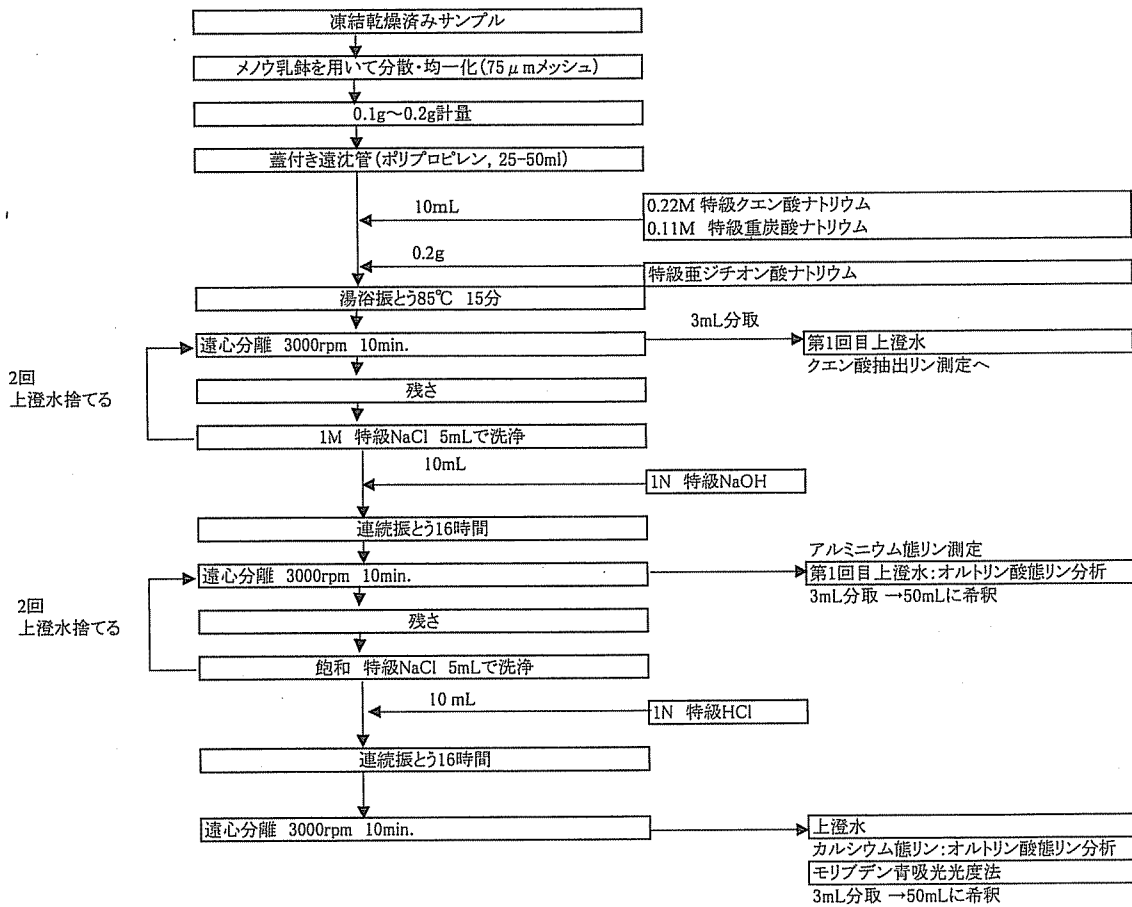 凍結乾燥済みサンプル
メノウ乳鉢を用いて分散・均一化(75μmメッシュ)
0.1g～0.2g計量
蓋付き遠沈管(ポリプロピレン, 25-50ml)
10mL
0.22M 特級クエン酸ナトリウム
0.11M 特級重炭酸ナトリウム
0.2g
特級亜ジチオン酸ナトリウム
湯浴振とう85℃ 15分
3mL分取
遠心分離 3000rpm 10min.
第1回目上澄水
クエン酸抽出リン測定へ
2回
上澄水捨てる
残さ
1M 特級NaCl 5mLで洗浄
10mL
1N 特級NaOH
連続振とう16時間
アルミニウム態リン測定
遠心分離 3000rpm 10min.
第1回目上澄水:オルトリン酸態リン分析
3mL分取 →50mLに希釈
2回
上澄水捨てる
残さ
飽和 特級NaCl 5mLで洗浄
10 mL
1N 特級HCl
連続振とう16時間
遠心分離 3000rpm 10min.
上澄水
カルシウム態リン:オルトリン酸態リン分析
モリブデン青吸光光度法
3mL分取 →50mLに希釈